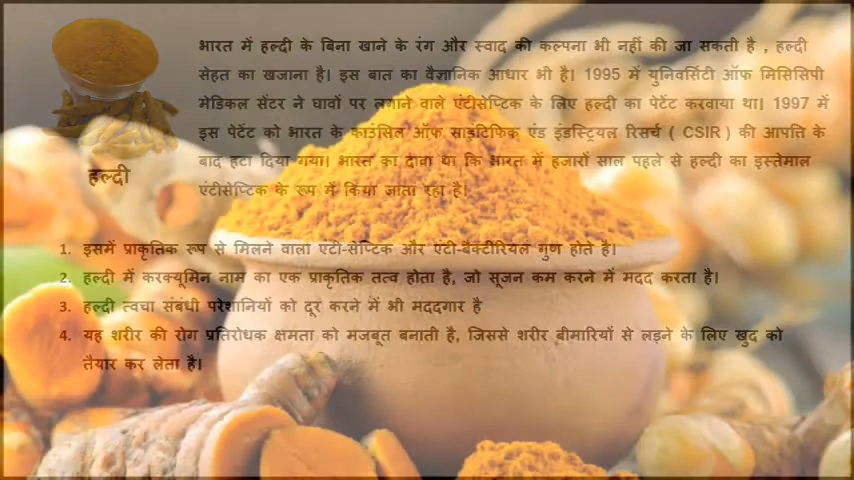 भारत में हल्दी के बिना खाने के रंग और स्वाद की कल्पना भी नहीं की जा सकती है , हल्दी
सेहत का खजाना है। इस बात का वैज्ञानिक आधार भी है। 1995 में युनिवर्सिटी ऑफ मिसिसिपी
मेडिकल सेंटर ने घावों पर लगाने वाले एंटीसेप्टिक के लिए हल्दी का पेटेंट करवाया था। 1997 में
इस पेटेंट को भारत के काउंसिल ऑफ साइंटिफिक एंड इंडस्ट्रियल रिसर्च ( CSIR ) की आपति के
बाद हटा दिया गया। भारत का दावा था कि भारत में हजारों साल पहले से हल्दी का इस्तेमाल
एंटीसेप्टिक के रूप में किया जाता रहा है।
हल्दी
1. इसमें प्राकृतिक रूप से मिलने वाला एंटी-सेप्टिक और एंटी-बैक्टीरियल गुण होते है।
2. हल्दी में करक्यूमिन नाम का एक प्राकृतिक तत्व होता है, जो सूजन कम करने में मदद करता है।
3. हल्दी त्वचा संबंधी परेशानियों को दूर करने में भी मददगार है
4. यह शरीर की रोग प्रतिरोधक क्षमता को मजबूत बनाती है, जिससे शरीर बीमारियों से लड़ने के लिए खुद को
तैयार कर लेता है।